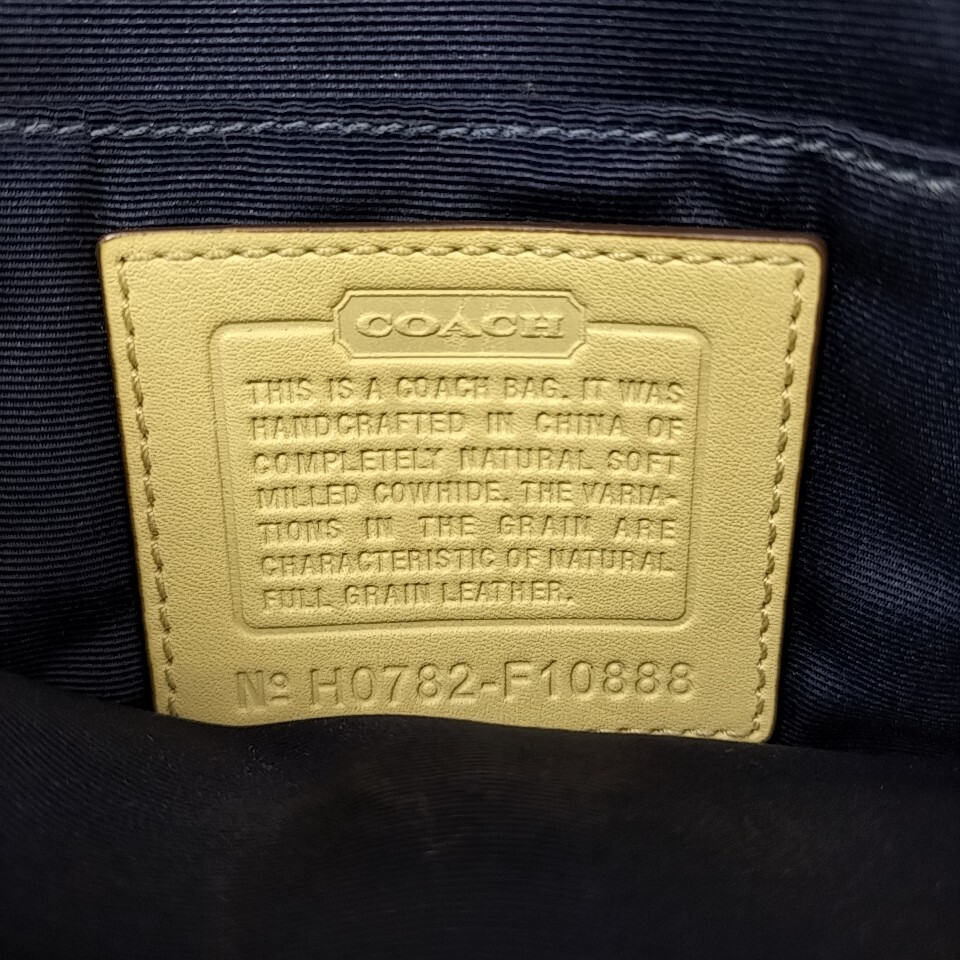 COACH
THIS IS A COACH BAG. IT WAS
HANDCRAFTED IN CHINA OF
COMPLETELY NATURAL SOFT
MILLED COWHIDE. THE VARIA-
TIONS IN THE GRAIN ARE
CHARACTERISTIC OF NATURAL
FULL GRAIN LEATHER.
Nº H0782-F10888